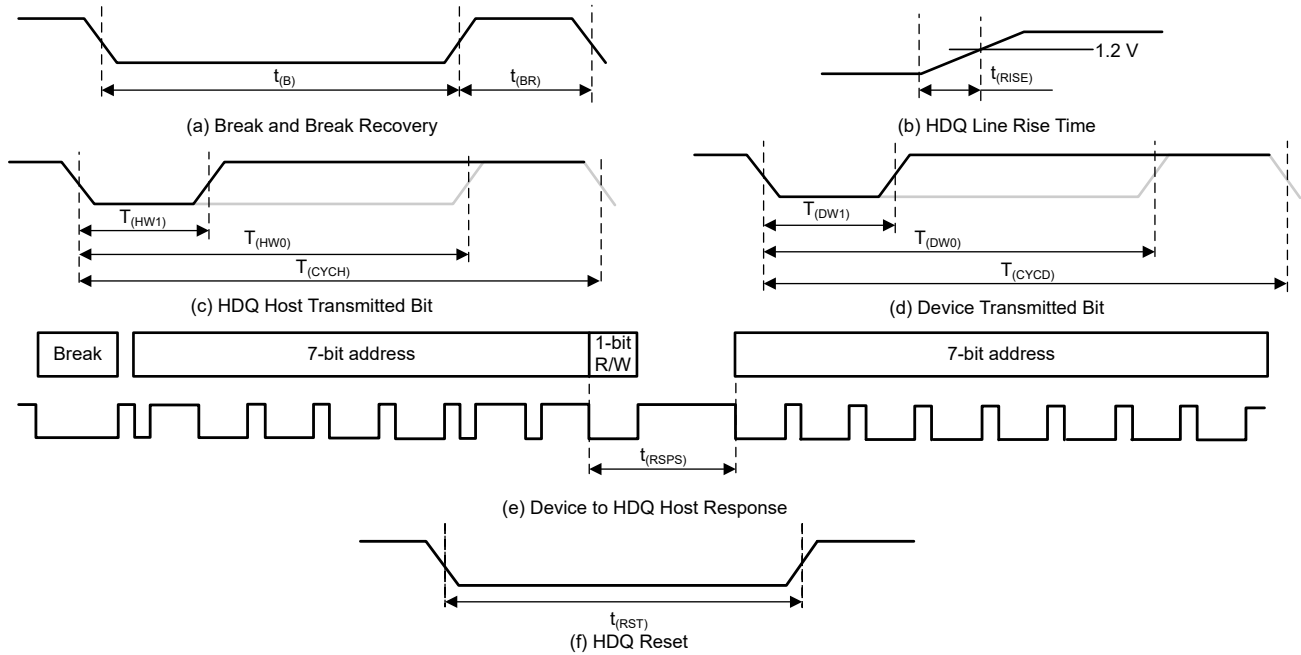 t(B)
t(BR)
(a) Break and Break Recovery
1.2 V
t(RISE)
(b) HDQ Line Rise Time
T(HW1)
T(HW0)
T(CYCH)
(c) HDQ Host Transmitted Bit
T(DW1)
T(DW0)
T(CYCD)
(d) Device Transmitted Bit
Break
7-bit address
1-bit
R/W
7-bit address
t(RSPS)
(e) Device to HDQ Host Response
t(RST)
(f) HDQ Reset